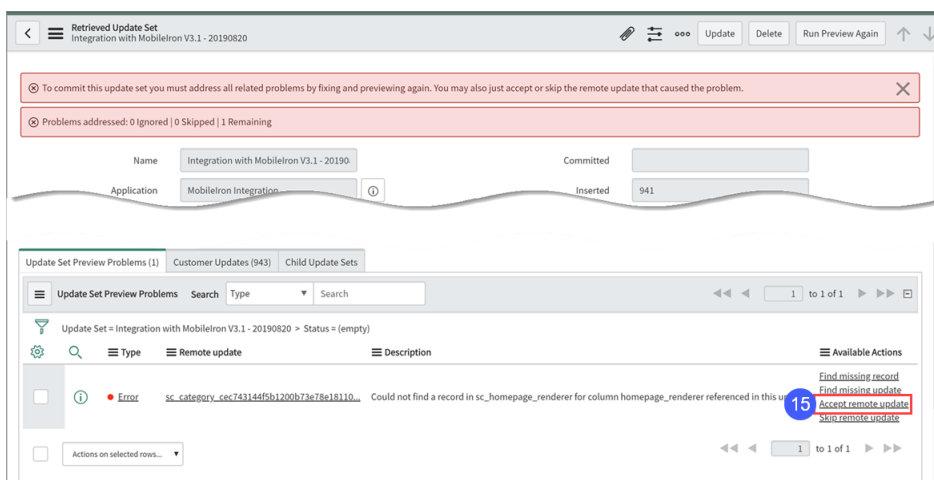 Retrieved Update Set
Integration with MobileIron V3.1 - 20190820
Update
Delete
Run Preview Again
To commit this update set you must address all related problems by fixing and previewing again. You may also just accept or skip the remote update that caused the problem.
Problems addressed: 0 Ignored | 0 Skipped | 1 Remaining
Name
Integration with MobileIron V3.1 - 20190
Committed
Application
MobileIron Integration
Inserted
941
Update Set Preview Problems (1)
Customer Updates (943)
Child Update Sets
Update Set Preview Problems
Search
Type
Search
1 to 1 of 1
Update Set = Integration with MobileIron V3.1 - 20190820 > Status = (empty)
Type
Remote update
Description
Available Actions
Error
sc_category_cec743144f5b1200b73e78e18110...
Could not find a record in sc_homepage_renderer for column homepage_renderer referenced in this
Find missing record
Find missing update
15
Accept remote update
Skip remote update
Actions on selected rows...
1 to 1 of 1